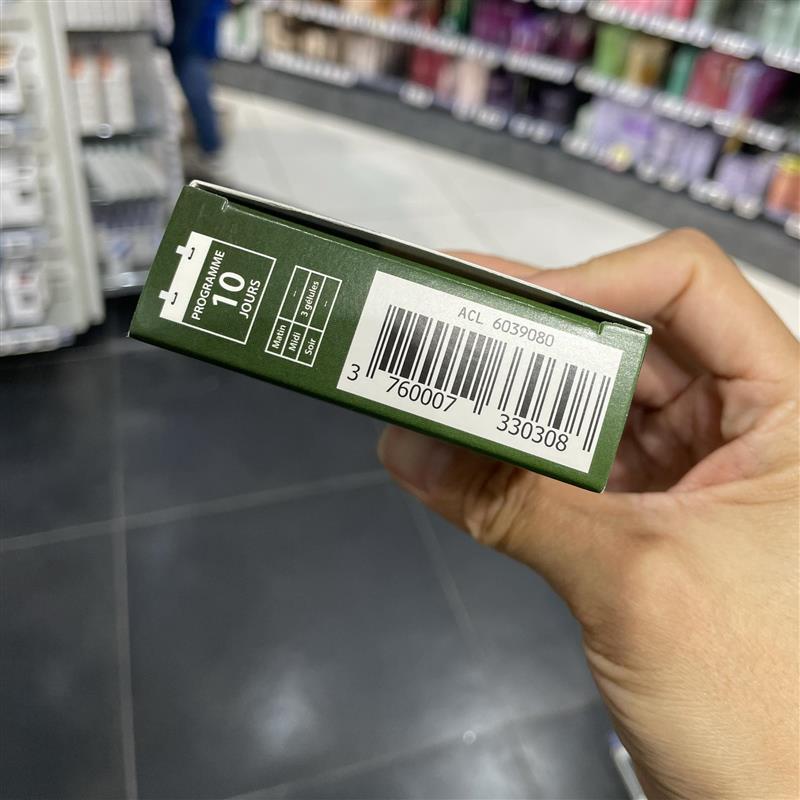 PROGRAMME
10
JOURS
Matin -
Midi 3 gélules
Soir -
ACL 6039080
3 760007 330308